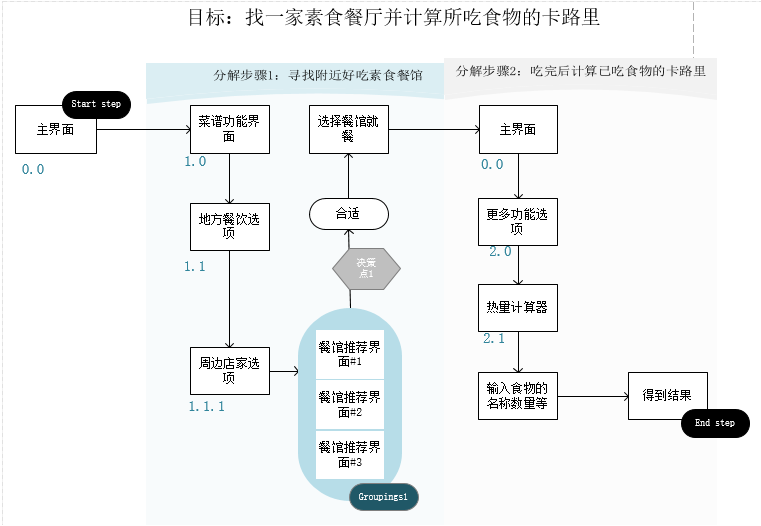 目标：找一家素食餐厅并计算所吃食物的卡路里
分解步骤1：寻找附近好吃素食餐馆
分解步骤2：吃完后计算已吃食物的卡路里
Start step
主界面
0.0
菜谱功能界
面
1.0
地方餐饮选
项
1.1
周边店家选
项
1.1.1
选择餐馆就
餐
合适
决策
点1
餐馆推荐界
面#1
餐馆推荐界
面#2
餐馆推荐界
面#3
Groupings1
主界面
0.0
更多功能选
项
2.0
热量计算器
2.1
输入食物的
名称数量等
得到结果
End step